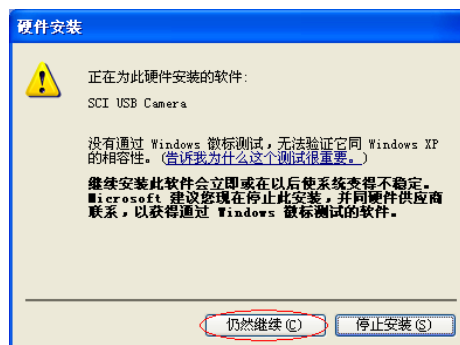 硬件安装
正在为此硬件安装的软件:
SCI USB Camera
没有通过 Windows 徽标测试，无法验证它同 Windows XP
的相容性。(告诉我为什么这个测试很重要。)
继续安装此软件会立即或在以后使系统变得不稳定。
Microsoft 建议您现在停止此安装，并同硬件供应商
联系，以获得通过 Windows 徽标测试的软件。
仍然继续(C)
停止安装(S)